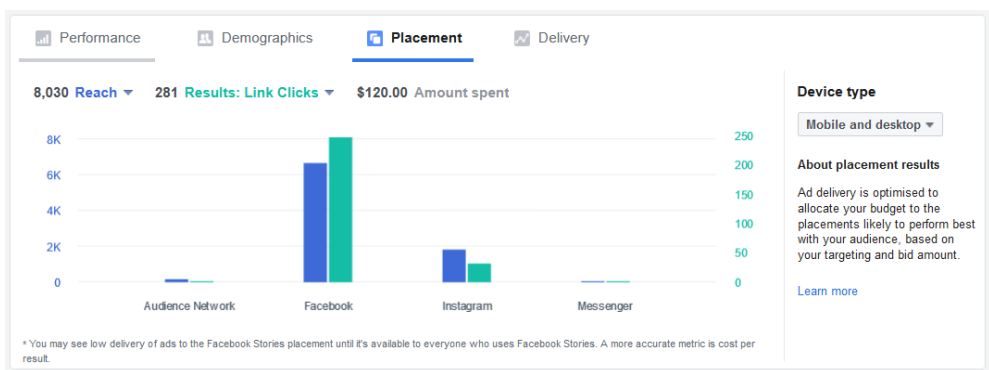 Performance
Demographics
Placement
Delivery
8,030 Reach
281 Results: Link Clicks
$120.00 Amount spent
8K
6K
4K
2K
0
250
200
150
100
50
0
Audience Network
Facebook
Instagram
Messenger
* You may see low delivery of ads to the Facebook Stories placement until it's available to everyone who uses Facebook Stories. A more accurate metric is cost per
result.
Device type
Mobile and desktop
About placement results
Ad delivery is optimised to
allocate your budget to the
placements likely to perform best
with your audience, based on
your targeting and bid amount.
Learn more